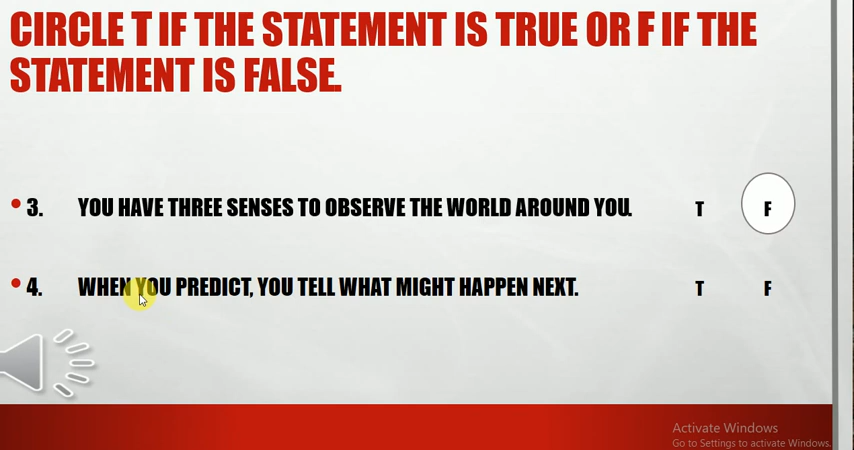 CIRCLE T IF THE STATEMENT IS TRUE OR F IF THE
STATEMENT IS FALSE.
• 3. YOU HAVE THREE SENSES TO OBSERVE THE WORLD AROUND YOU. T F
• 4. WHEN YOU PREDICT, YOU TELL WHAT MIGHT HAPPEN NEXT. T F
Activate Windows
Go to Settings to activate Windows.